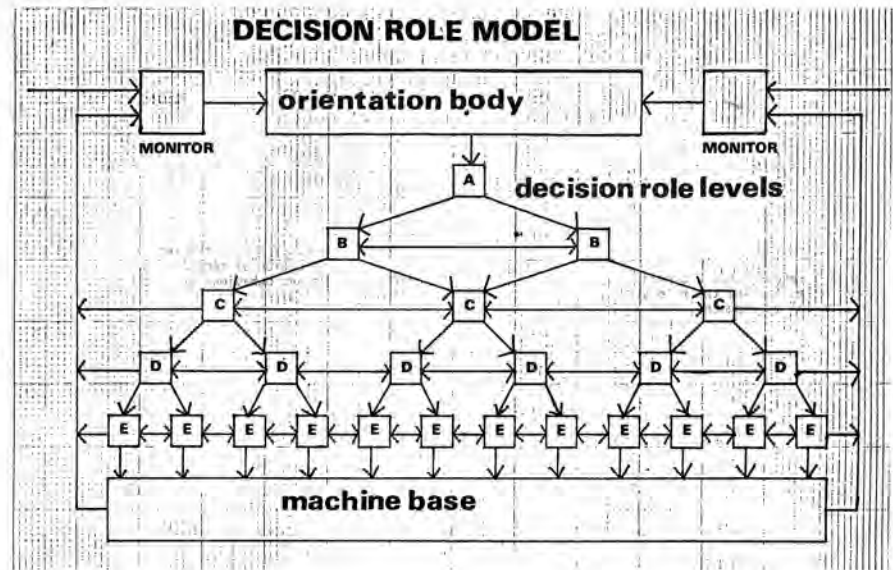 DECISION ROLE MODEL
orientation body
MONITOR
MONITOR
A
decision role levels
B B
C C C
D D D D D D
E E E E E E E E E E E E
machine base